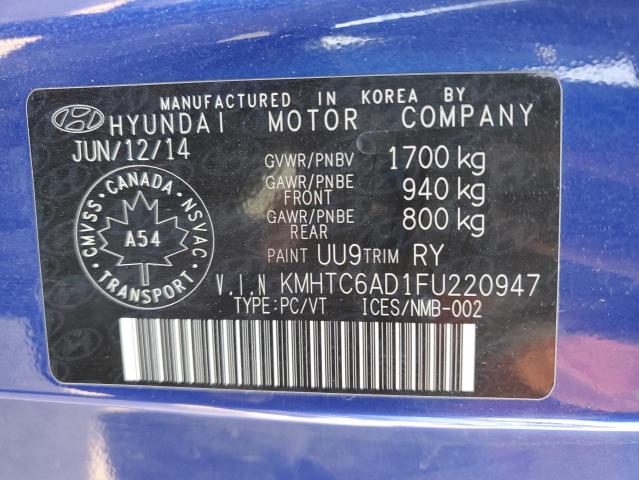 MANUFACTURED IN KOREA BY
HYUNDAI MOTOR COMPANY
JUN/12/14
GVWR/PNBV 1700 kg
GAWR/PNBE FRONT 940 kg
GAWR/PNBE REAR 800 kg
CANADA
CMVSS
NSVAC
A54
TRANSPORT
PAINT UU9 TRIM RY
V.I.N KMHTC6AD1FU220947
TYPE:PC/VT ICES/NMB-002